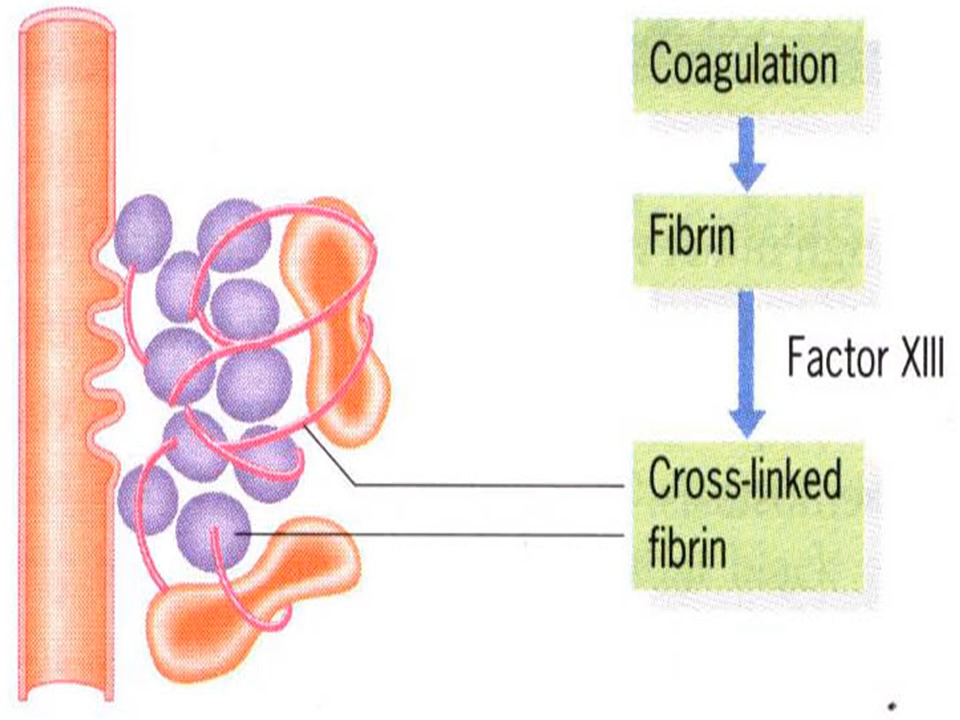 Coagulation
Fibrin
Factor XIII
Cross-linked
fibrin